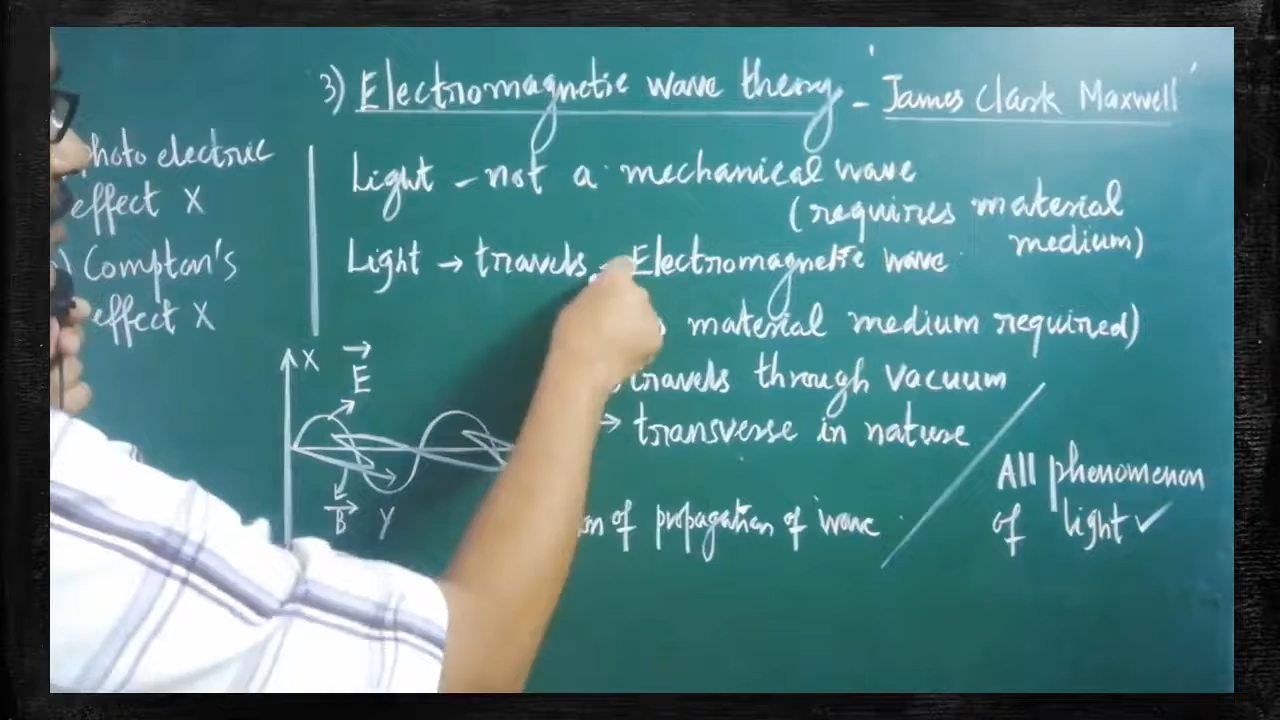 3) Electromagnetic wave theory - 'James Clark Maxwell'
photo electric
effect X
Compton's
effect X
Light - not a mechanical wave
(requires material
medium)
Light → travels → Electromagnetic wave
material medium required)
travels through vacuum
→ transverse in nature
X
E
B
Y
of propagation of wave
All phenomenon
of light ✓